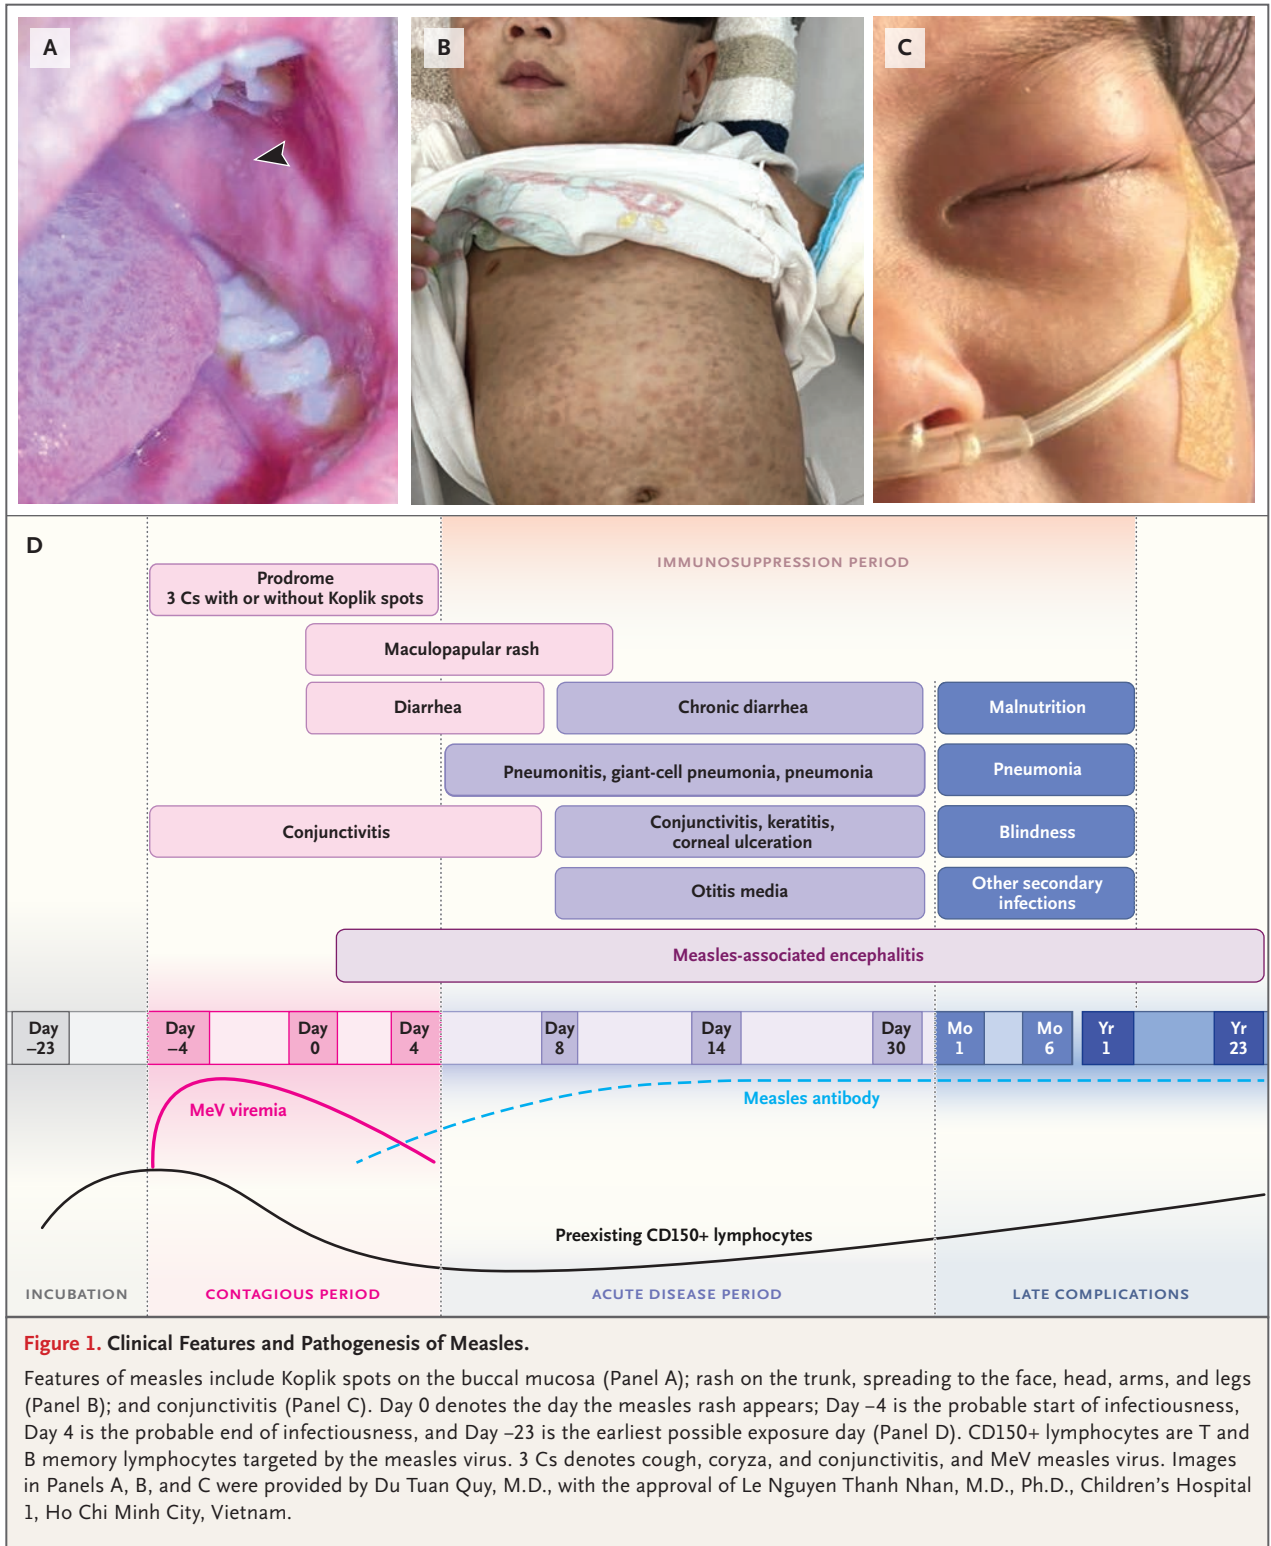 A
B
C
D
IMMUNOSUPPRESSION PERIOD
Prodrome
3 Cs with or without Koplik spots
Maculopapular rash
Diarrhea
Chronic diarrhea
Malnutrition
Pneumonitis, giant-cell pneumonia, pneumonia
Pneumonia
Conjunctivitis
Conjunctivitis, keratitis,
corneal ulceration
Blindness
Otitis media
Other secondary
infections
Measles-associated encephalitis
Day
–23
Day
–4
Day
0
Day
4
Day
8
Day
14
Day
30
Mo
1
Mo
6
Yr
1
Yr
23
MeV viremia
Measles antibody
Preexisting CD150+ lymphocytes
INCUBATION
CONTAGIOUS PERIOD
ACUTE DISEASE PERIOD
LATE COMPLICATIONS
Figure 1. Clinical Features and Pathogenesis of Measles.
Features of measles include Koplik spots on the buccal mucosa (Panel A); rash on the trunk, spreading to the face, head, arms, and legs
(Panel B); and conjunctivitis (Panel C). Day 0 denotes the day the measles rash appears; Day –4 is the probable start of infectiousness,
Day 4 is the probable end of infectiousness, and Day –23 is the earliest possible exposure day (Panel D). CD150+ lymphocytes are T and
B memory lymphocytes targeted by the measles virus. 3 Cs denotes cough, coryza, and conjunctivitis, and MeV measles virus. Images
in Panels A, B, and C were provided by Du Tuan Quy, M.D., with the approval of Le Nguyen Thanh Nhan, M.D., Ph.D., Children’s Hospital
1, Ho Chi Minh City, Vietnam.